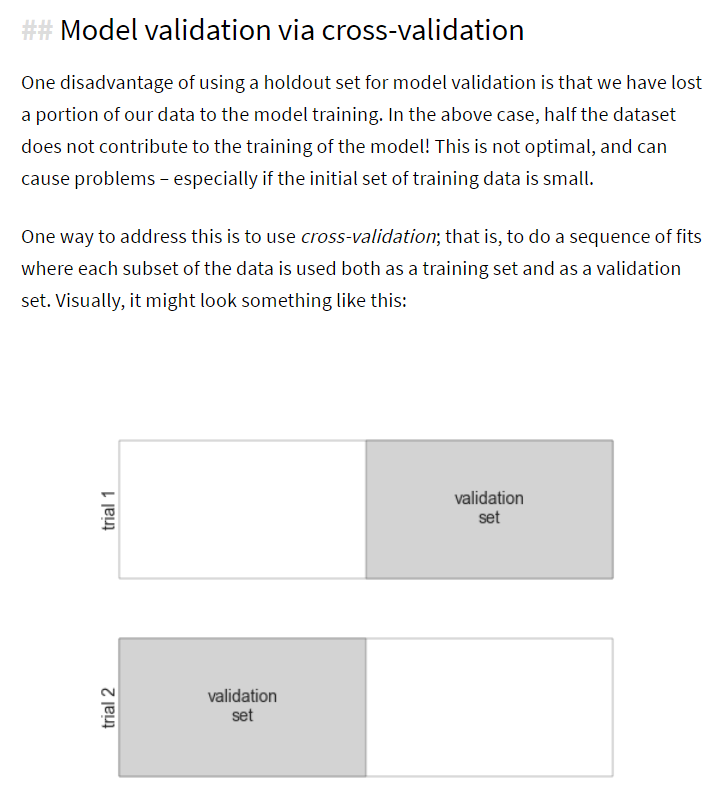 ## Model validation via cross-validation
One disadvantage of using a holdout set for model validation is that we have lost
a portion of our data to the model training. In the above case, half the dataset
does not contribute to the training of the model! This is not optimal, and can
cause problems – especially if the initial set of training data is small.
One way to address this is to use cross-validation; that is, to do a sequence of fits
where each subset of the data is used both as a training set and as a validation
set. Visually, it might look something like this:
trial 1
validation
set
trial 2
validation
set